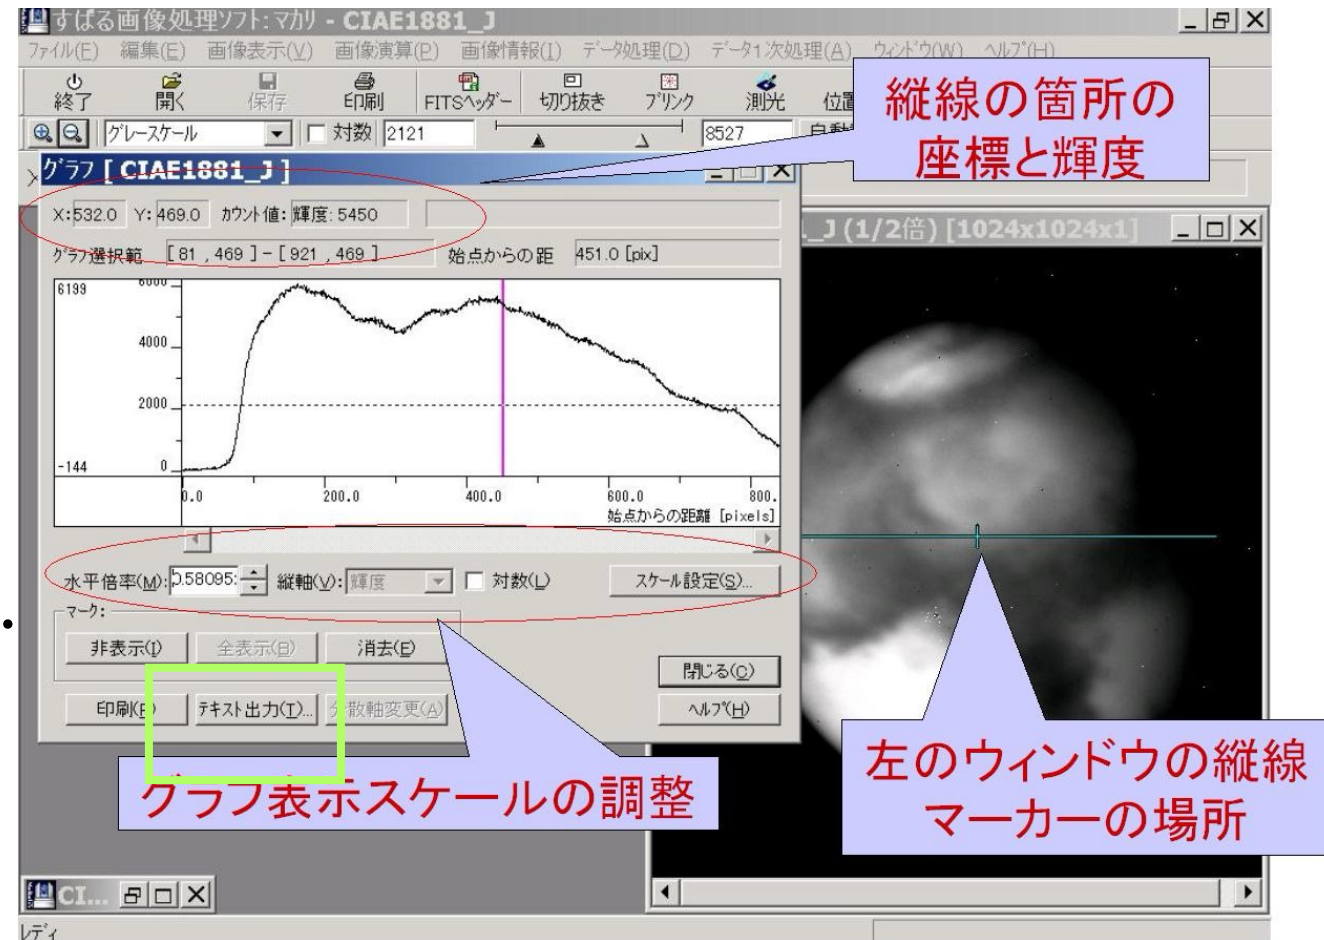 すばる画像処理ソフト:マカリ - CIAE1881_J
ファイル(F) 編集(E) 画像表示(V) 画像演算(P) 画像情報(I) データ処理(D) データ1次処理(A) ウィンドウ(W) ヘルプ(H)
終了 開く 保存 印刷 FITSヘッダー 切り抜き ブリンク 測光 位置
グレースケール 対数 2121 8527
縦線の箇所の
座標と輝度
グラフ [ CIAE1881_J ]
X:532.0 Y: 469.0 カウント値: 輝度: 5450
グラフ選択範 [ 81 , 469 ] - [ 921 , 469 ] 始点からの距 451.0 [pix]
_J (1/2倍) [1024x1024x1]
6199 6000
4000
2000
-144 0
0.0 200.0 400.0 600.0 800.
始点からの距離 [pixels]
水平倍率(M): 0.58095: 縦軸(V): 輝度 対数(L) スケール設定(S)...
マーク:
非表示(I) 全表示(B) 消去(E)
閉じる(C)
印刷(P) テキスト出力(T)... 分散軸変更(A) ヘルプ(H)
グラフ表示スケールの調整
左のウィンドウの縦線
マーカーの場所
CI...
レディ